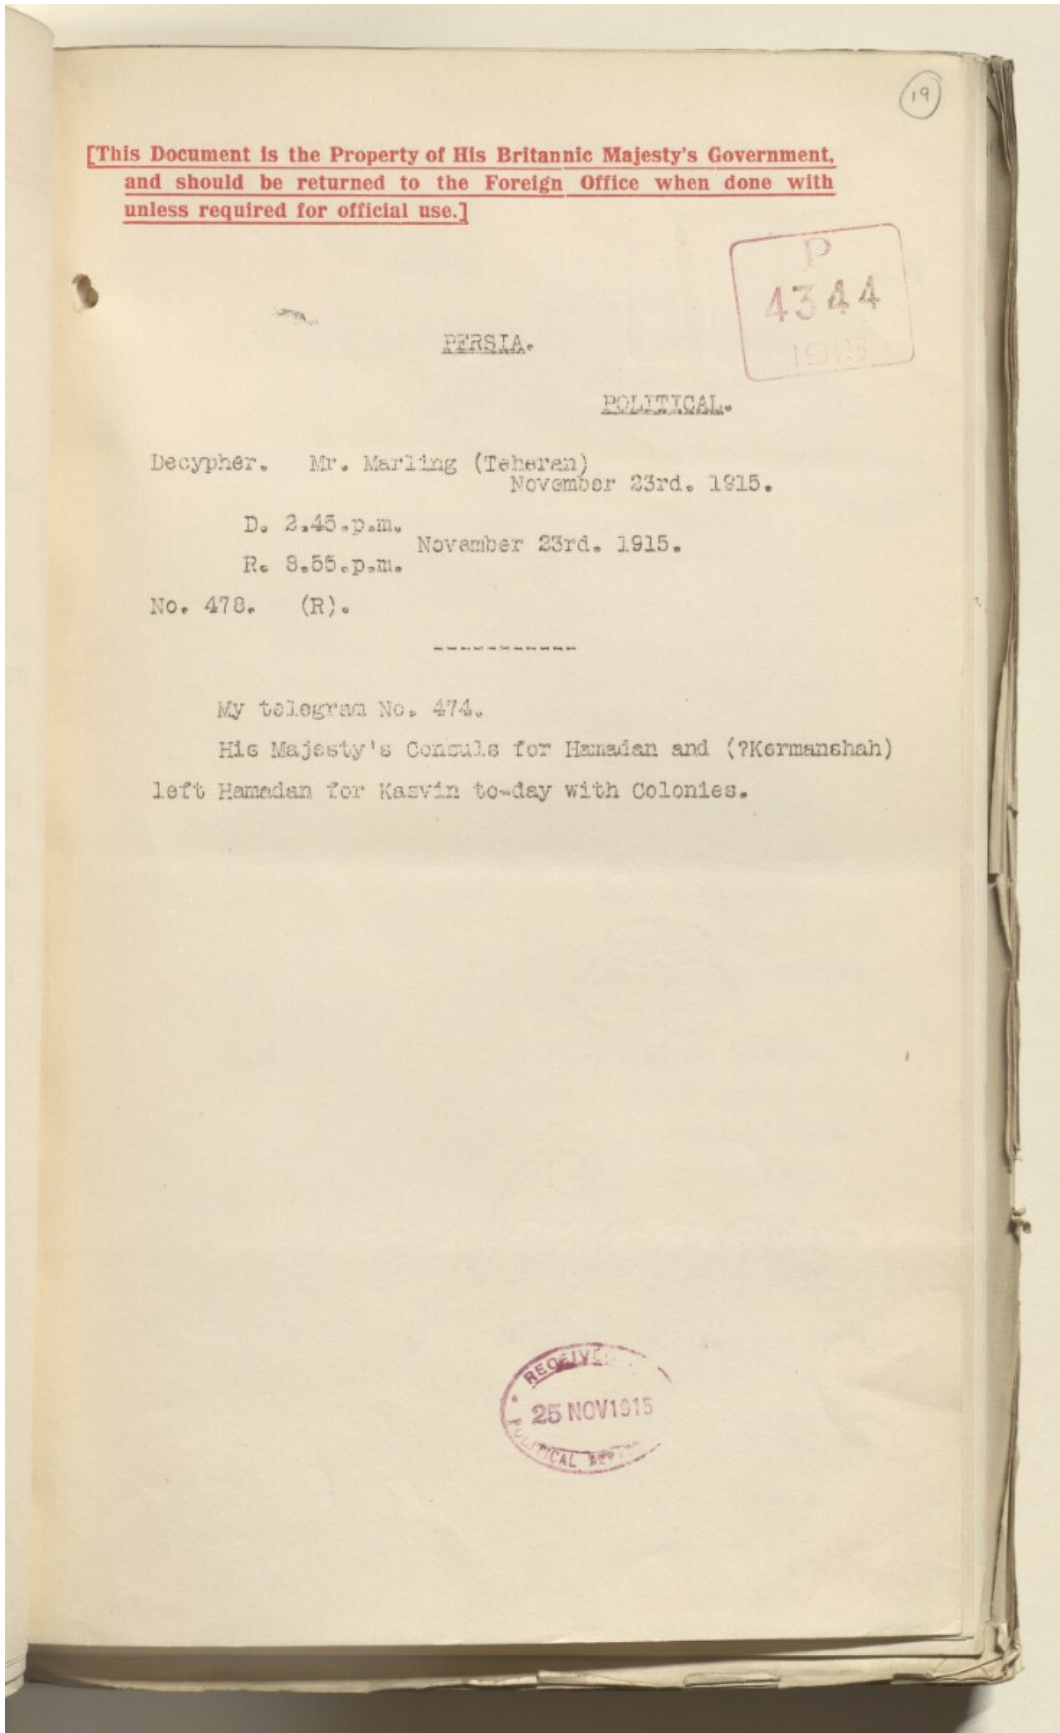 19
[This Document is the Property of His Britannic Majesty's Government,
and should be returned to the Foreign Office when done with
unless required for official use.]
P
4344
1915
PERSIA.
POLITICAL.
Decypher. Mr. Marling (Teheran)
November 23rd. 1915.
D. 2.45.p.m.
November 23rd. 1915.
R. 8.55.p.m.
No. 478. (R).
------------
My telegram No. 474.
His Majesty's Consuls for Hamadan and (?Kermanshah)
left Hamadan for Kasvin to-day with Colonies.
RECEIVED
25 NOV 1915
POLITICAL DEPT